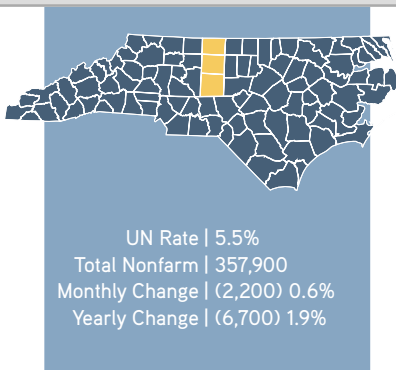 UN Rate | 5.5%
Total Nonfarm | 357,900
Monthly Change | (2,200) 0.6%
Yearly Change | (6,700) 1.9%